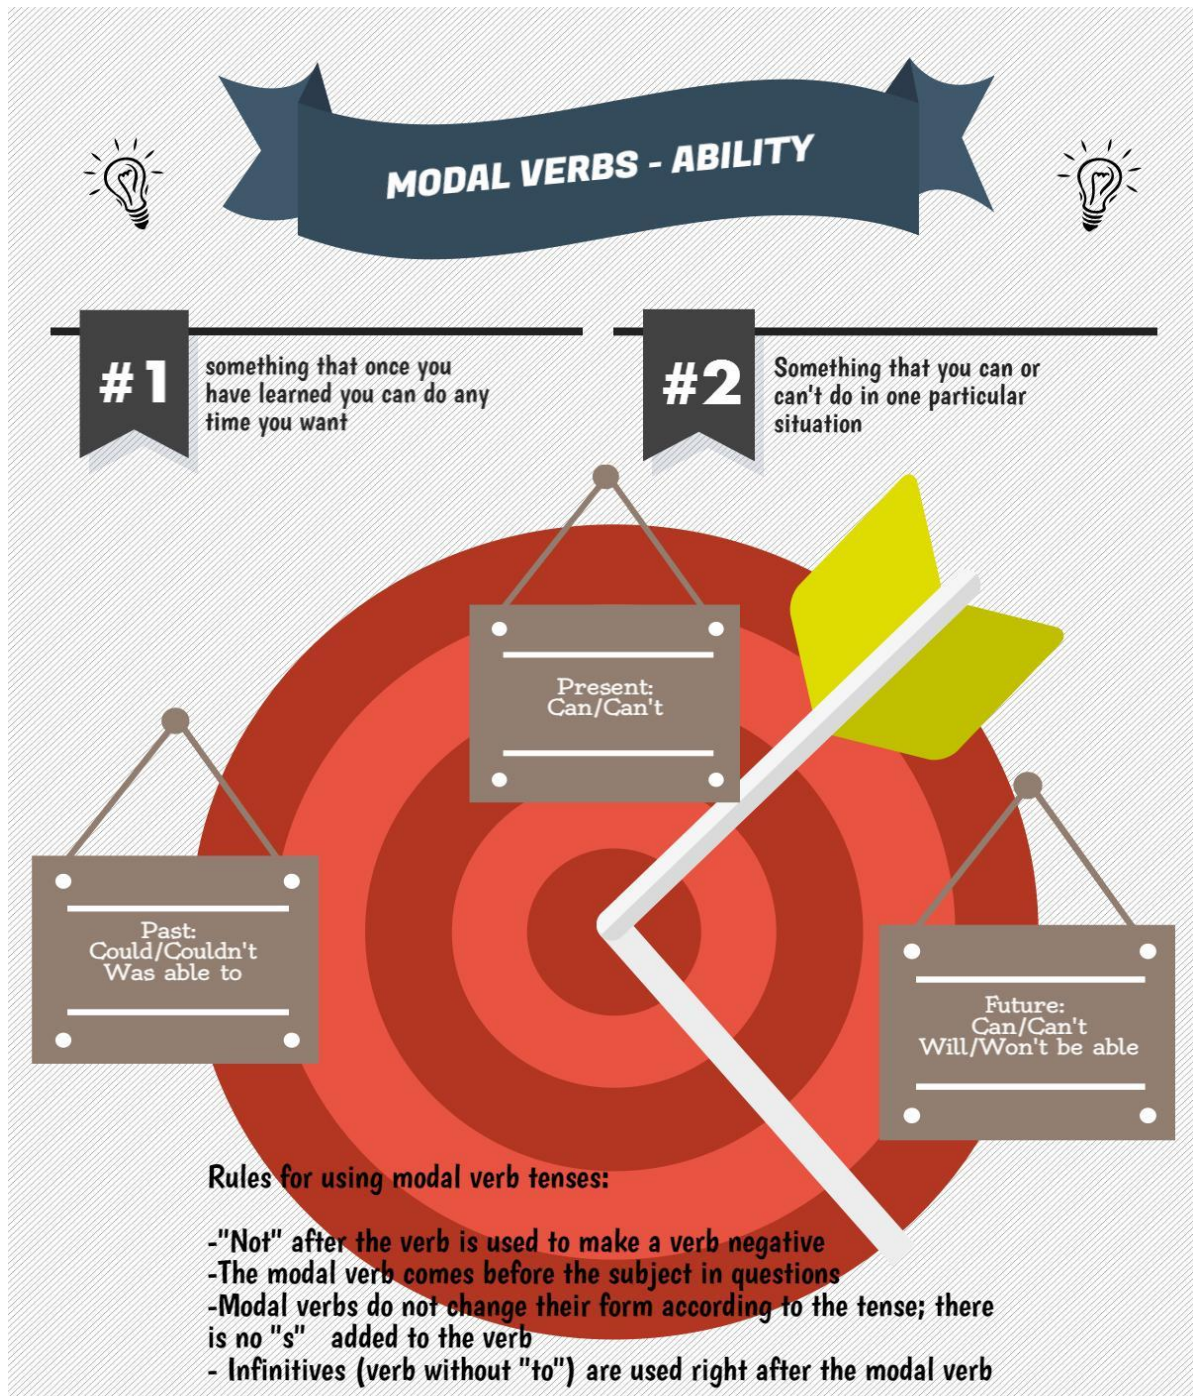 MODAL VERBS - ABILITY
#1
something that once you
have learned you can do any
time you want
#2
Something that you can or
can't do in one particular
situation
Present:
Can/Can't
Past:
Could/Couldn't
Was able to
Future:
Can/Can't
Will/Won't be able
Rules for using modal verb tenses:
-"Not" after the verb is used to make a verb negative
-The modal verb comes before the subject in questions
-Modal verbs do not change their form according to the tense; there
is no "s" added to the verb
- Infinitives (verb without "to") are used right after the modal verb